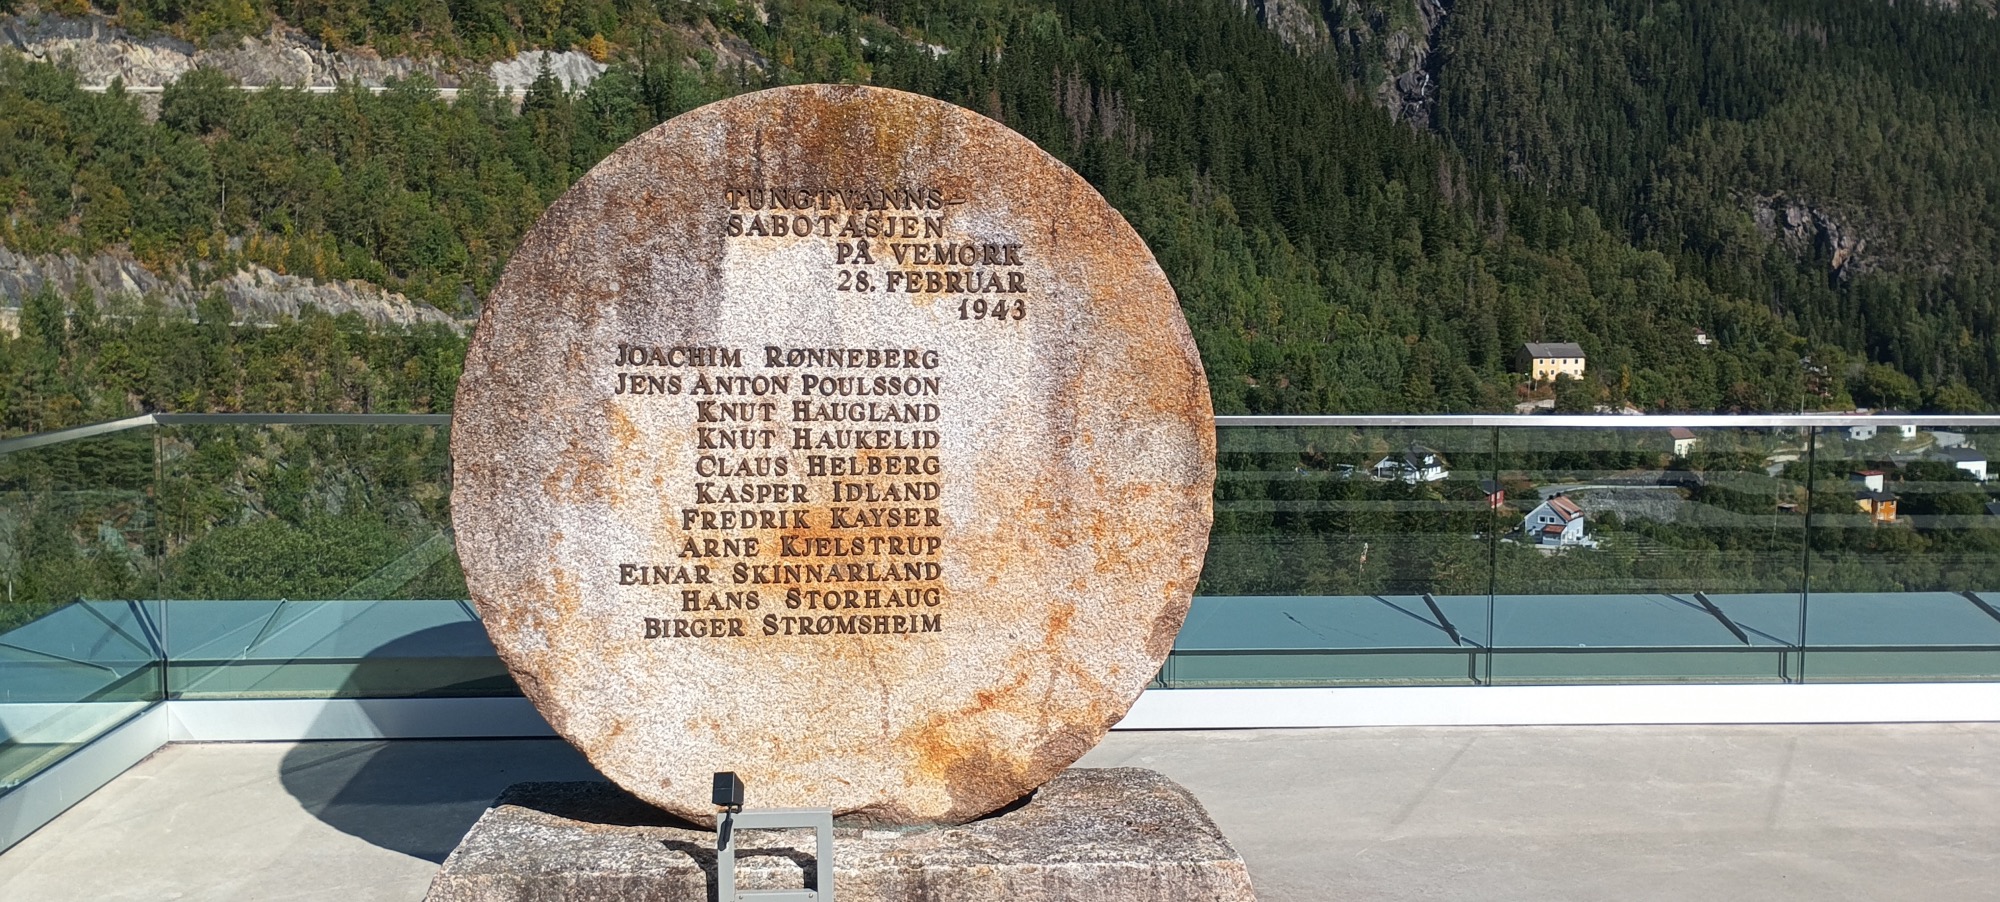 TUNGTVANNS-
SABOTASJEN
PÅ VEMORK
28. FEBRUAR
1943
JOACHIM RØNNEBERG
JENS ANTON POULSSON
KNUT HAUGLAND
KNUT HAUKELID
CLAUS HELBERG
KASPER IDLAND
FREDRIK KAYSER
ARNE KJELSTRUP
EINAR SKINNARLAND
HANS STORHAUG
BIRGER STRØMSHEIM